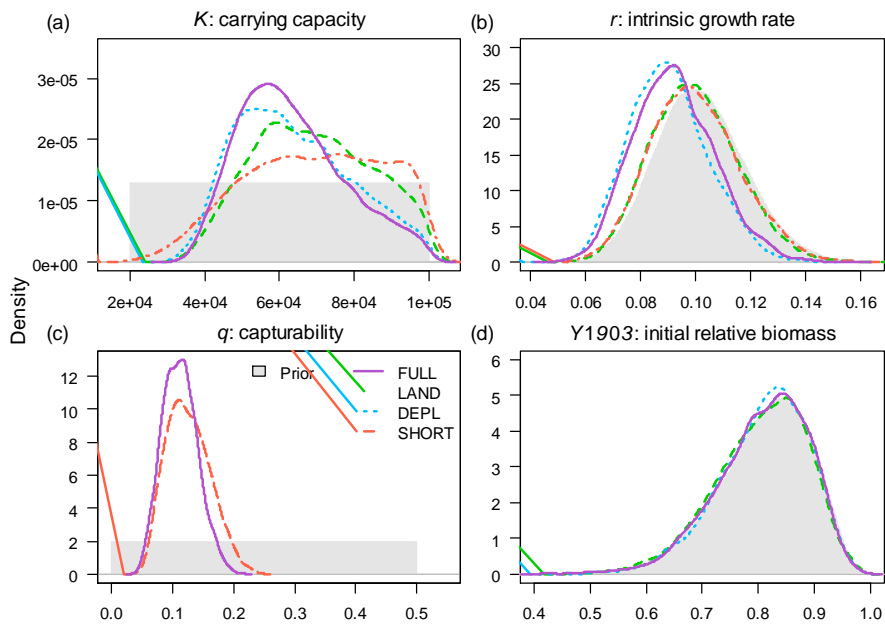 (a) K: carrying capacity
3e-05
2e-05
1e-05
0e+00
2e+04 4e+04 6e+04 8e+04 1e+05
(b) r: intrinsic growth rate
30
25
20
15
10
5
0
0.04 0.06 0.08 0.10 0.12 0.14 0.16
Density
(c) q: capturability
12
10
8
6
4
2
0
0.0 0.1 0.2 0.3 0.4 0.5
Prior
FULL
LAND
DEPL
SHORT
(d) Y1903: initial relative biomass
6
5
4
3
2
1
0
0.4 0.5 0.6 0.7 0.8 0.9 1.0